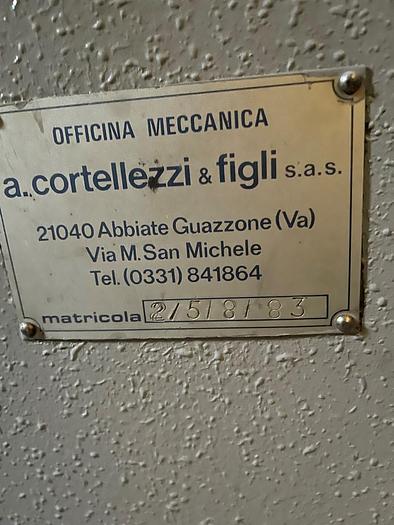 OFFICINA MECCANICA
a.cortellezzi & figli s.a.s.
21040 Abbiate Guazzone (Va)
Via M. San Michele
Tel. (0331) 841864
matricola 2/5/8/83